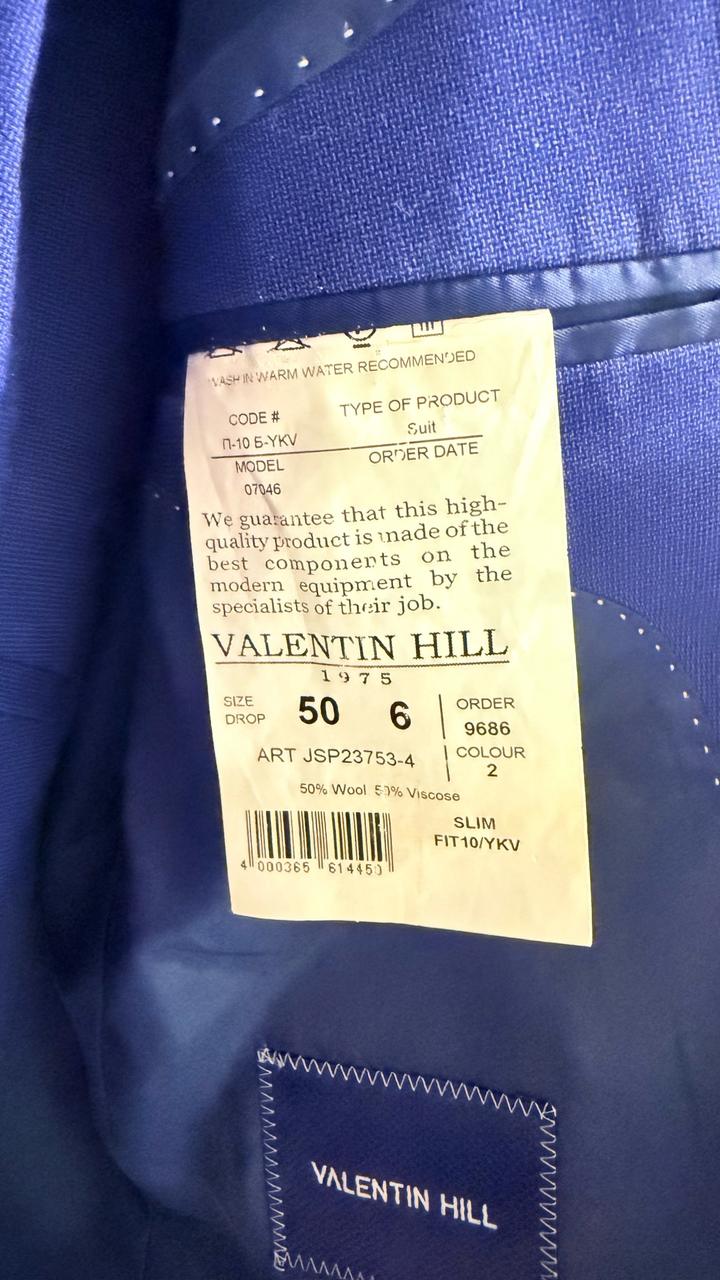 WASH IN WARM WATER RECOMMENDED
CODE # TYPE OF PRODUCT
П-10 Б-YKV Suit
MODEL ORDER DATE
07046
We guarantee that this high-
quality product is made of the
best components on the
modern equipment by the
specialists of their job.
VALENTIN HILL
1975
SIZE
DROP 50 6
ORDER
9686
ART JSP23753-4
COLOUR
2
50% Wool 50% Viscose
SLIM
FIT10/YKV
4 000365 614450
VALENTIN HILL